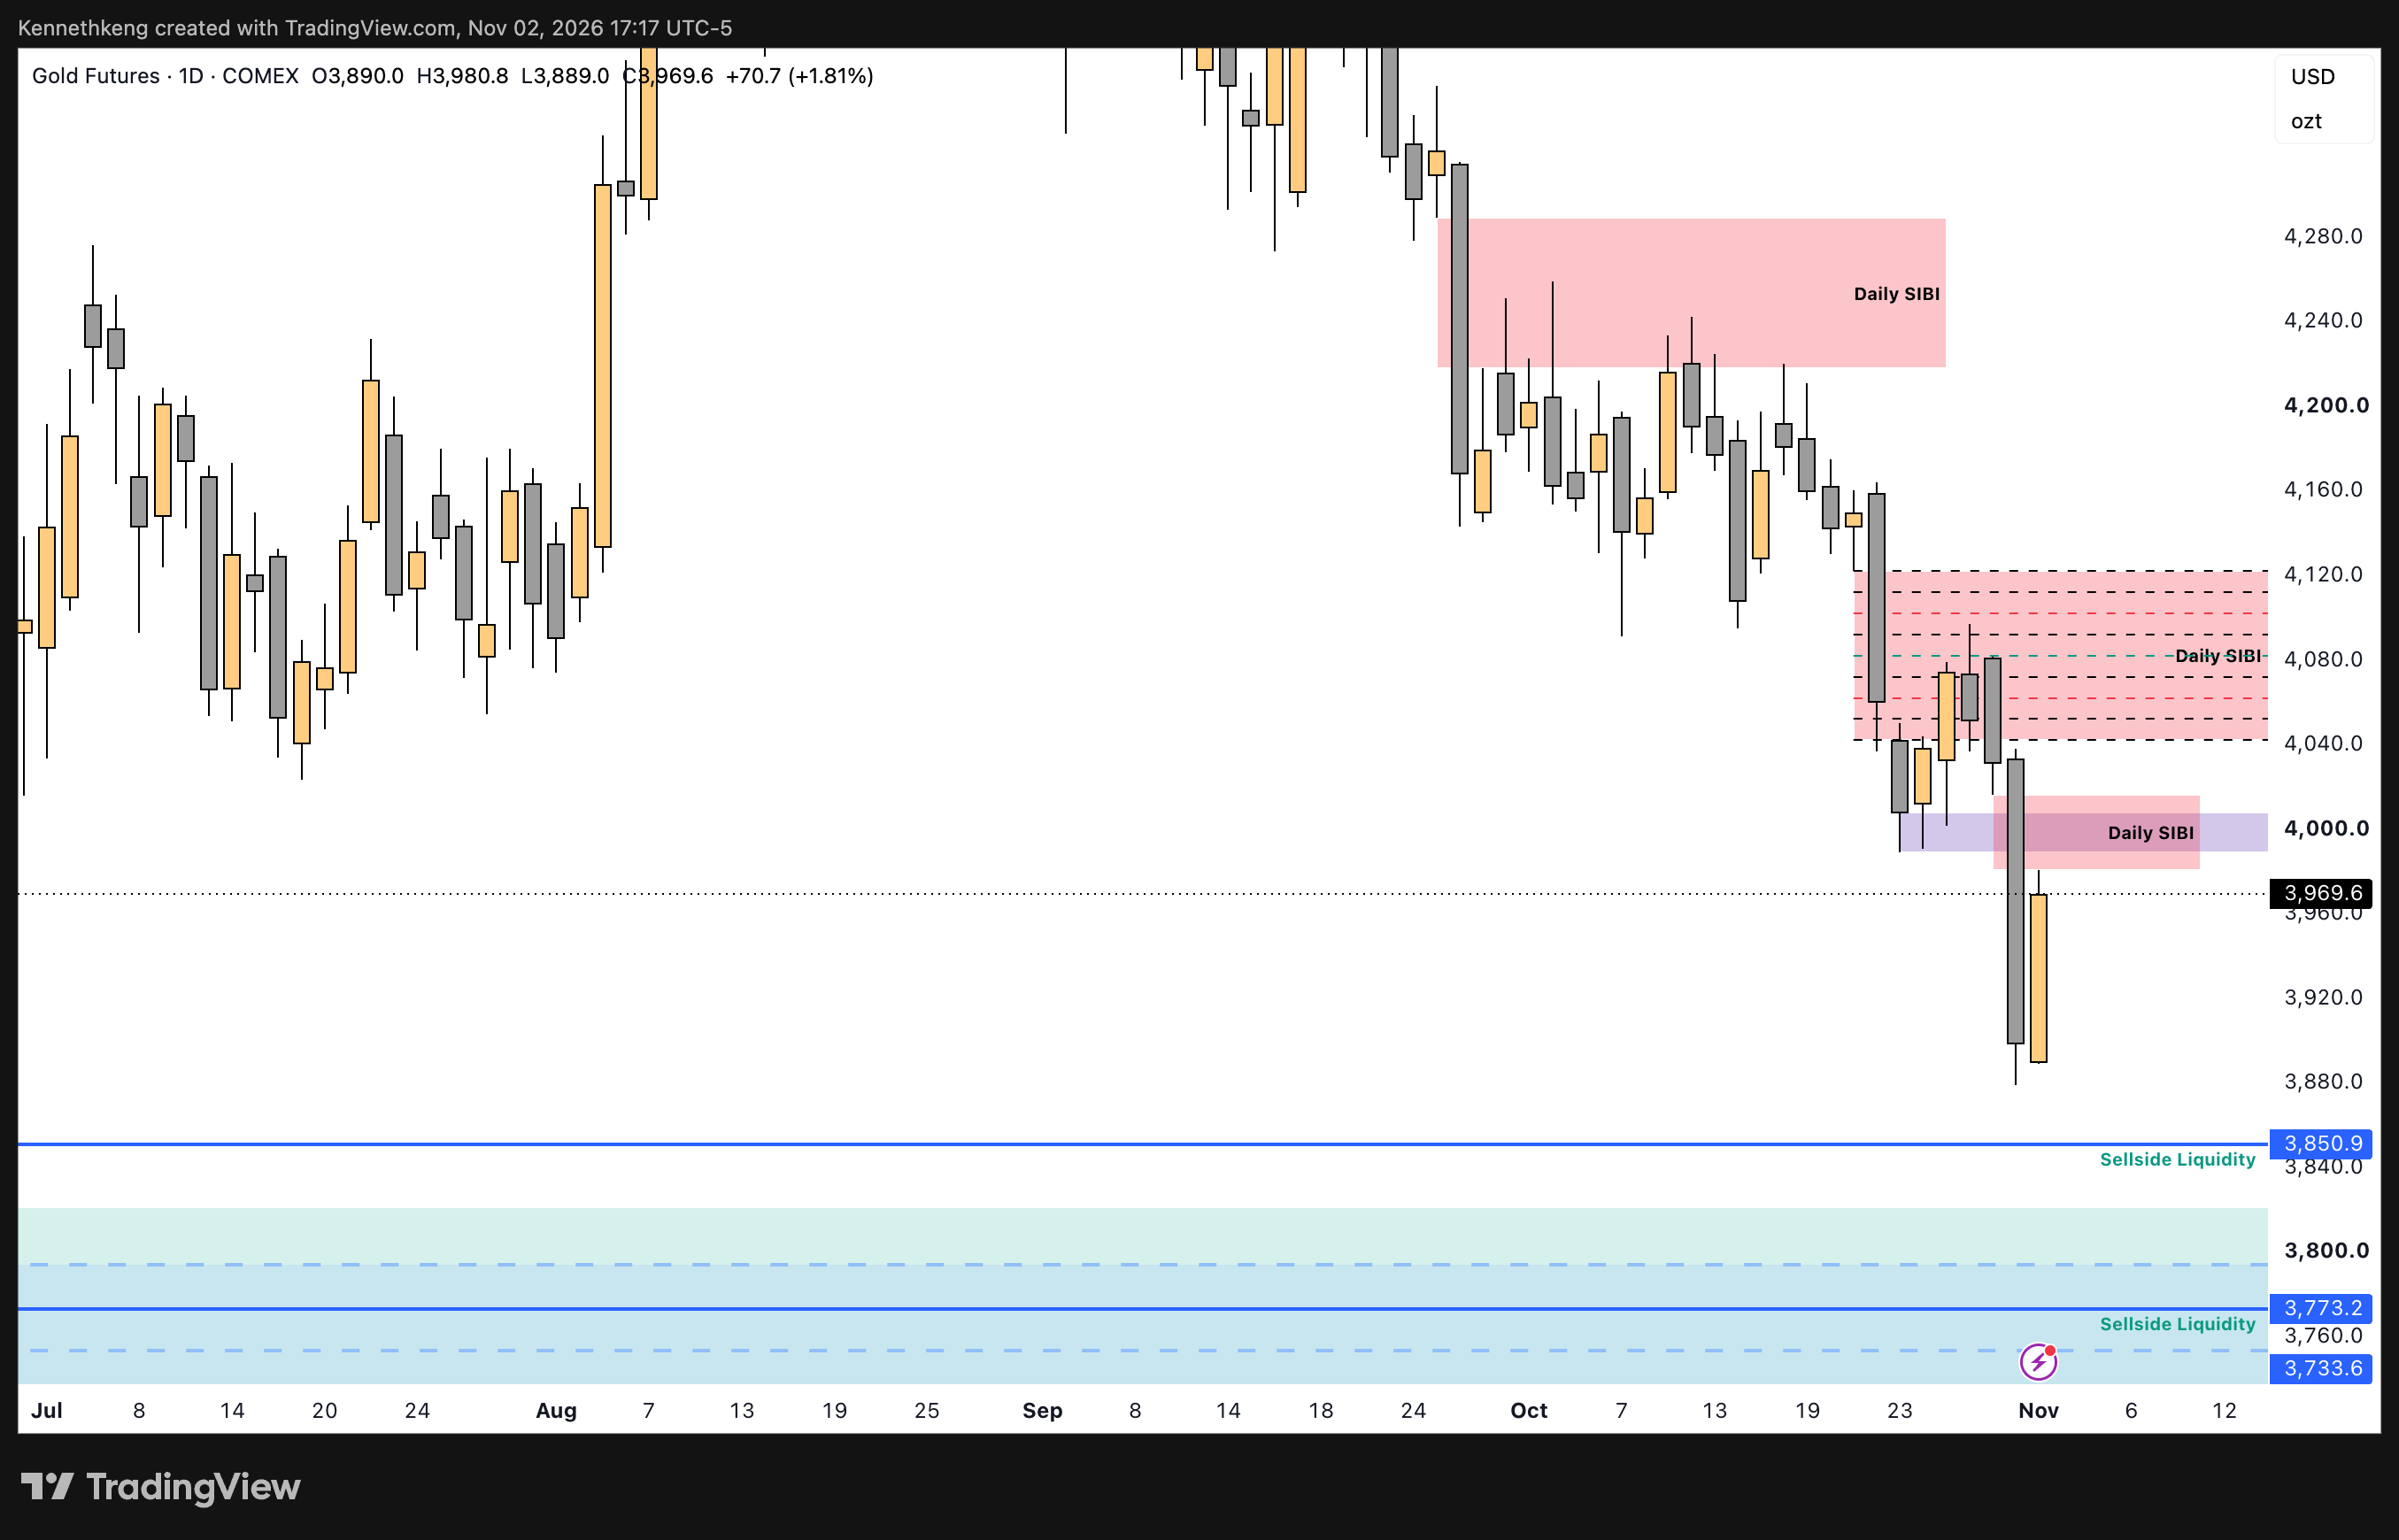 Kennethkeng created with TradingView.com, Nov 02, 2026 17:17 UTC-5
Gold Futures · 1D · COMEX O3,890.0 H3,980.8 L3,889.0 C3,969.6 +70.7 (+1.81%)
USD
ozt
4,280.0
Daily SIBI
4,240.0
4,200.0
4,160.0
4,120.0
Daily SIBI
4,080.0
4,040.0
4,000.0
Daily SIBI
3,969.6
3,960.0
3,920.0
3,880.0
3,850.9
Sellside Liquidity
3,840.0
3,800.0
3,773.2
Sellside Liquidity
3,760.0
3,733.6
Jul 8 14 20 24 Aug 7 13 19 25 Sep 8 14 18 24 Oct 7 13 19 23 Nov 6 12
TradingView